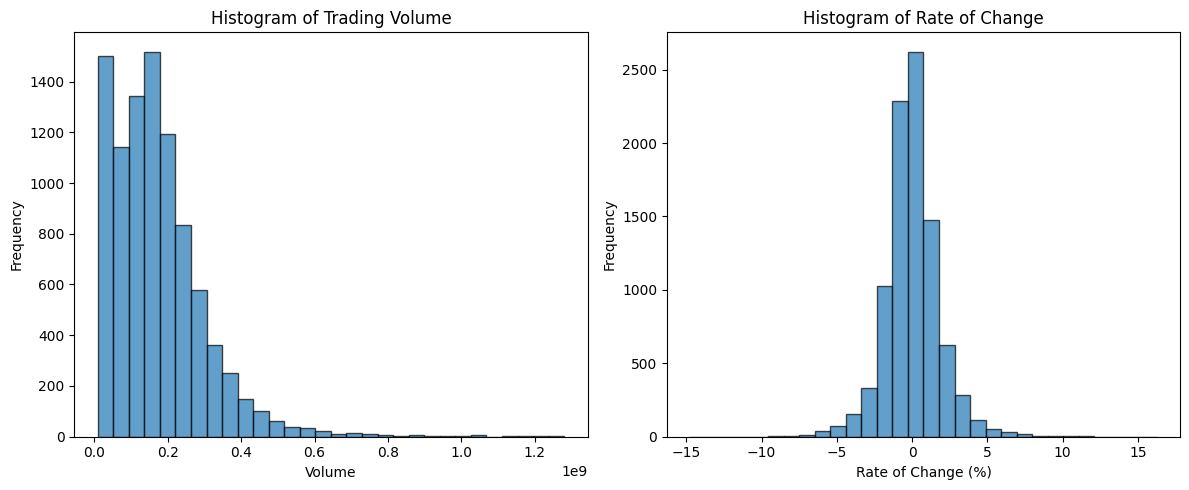 Histogram of Trading Volume
1400
1200
1000
800
600
400
200
0
Frequency
0.0 0.2 0.4 0.6 0.8 1.0 1.2
1e9
Volume
Histogram of Rate of Change
2500
2000
1500
1000
500
0
Frequency
−15 −10 −5 0 5 10 15
Rate of Change (%)